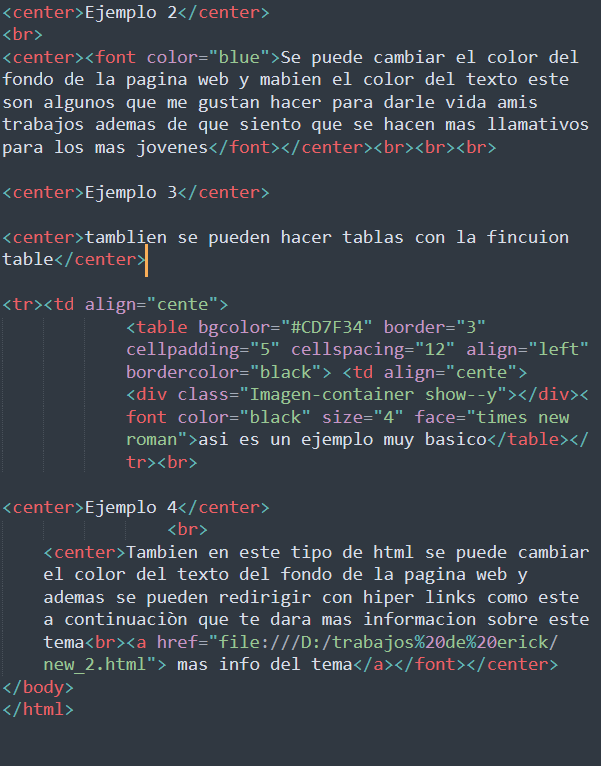 <center>Ejemplo 2</center>
<br>
<center><font color="blue">Se puede cambiar el color del
fondo de la pagina web y mabien el color del texto este
son algunos que me gustan hacer para darle vida amis
trabajos ademas de que siento que se hacen mas llamativos
para los mas jovenes</font></center><br><br><br>
<center>Ejemplo 3</center>
<center>tamblien se pueden hacer tablas con la fincuion
table</center>
<tr><td align="cente">
<table bgcolor="#CD7F34" border="3"
cellpadding="5" cellspacing="12" align="left"
bordercolor="black"> <td align="cente">
<div class="Imagen-container show--y"></div><
font color="black" size="4" face="times new
roman">asi es un ejemplo muy basico</table></
tr><br>
<center>Ejemplo 4</center>
<br>
<center>Tambien en este tipo de html se puede cambiar
el color del texto del fondo de la pagina web y
ademas se pueden redirigir con hiper links como este
a continuaciòn que te dara mas informacion sobre este
tema<br><a href="file:///D:/trabajos%20de%20erick/
new_2.html"> mas info del tema</a></font></center>
</body>
</html>